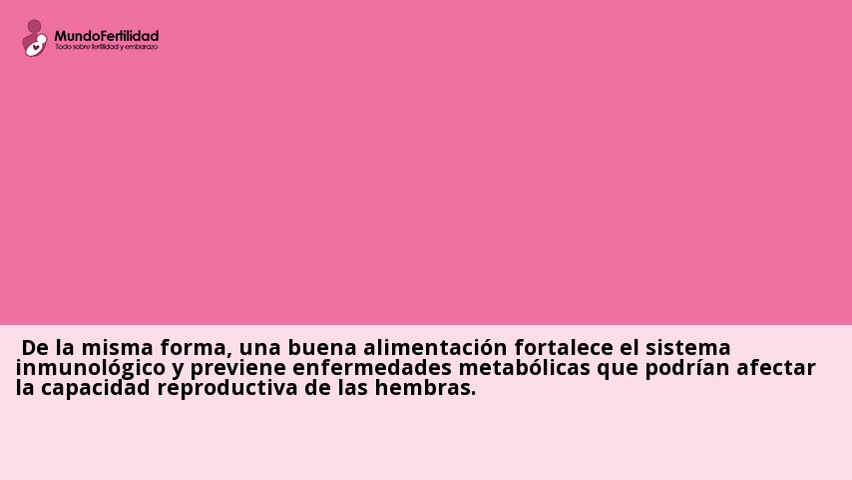 MundoFertilidad
Todo sobre fertilidad y embarazo
De la misma forma, una buena alimentación fortalece el sistema
inmunológico y previene enfermedades metabólicas que podrían afectar
la capacidad reproductiva de las hembras.